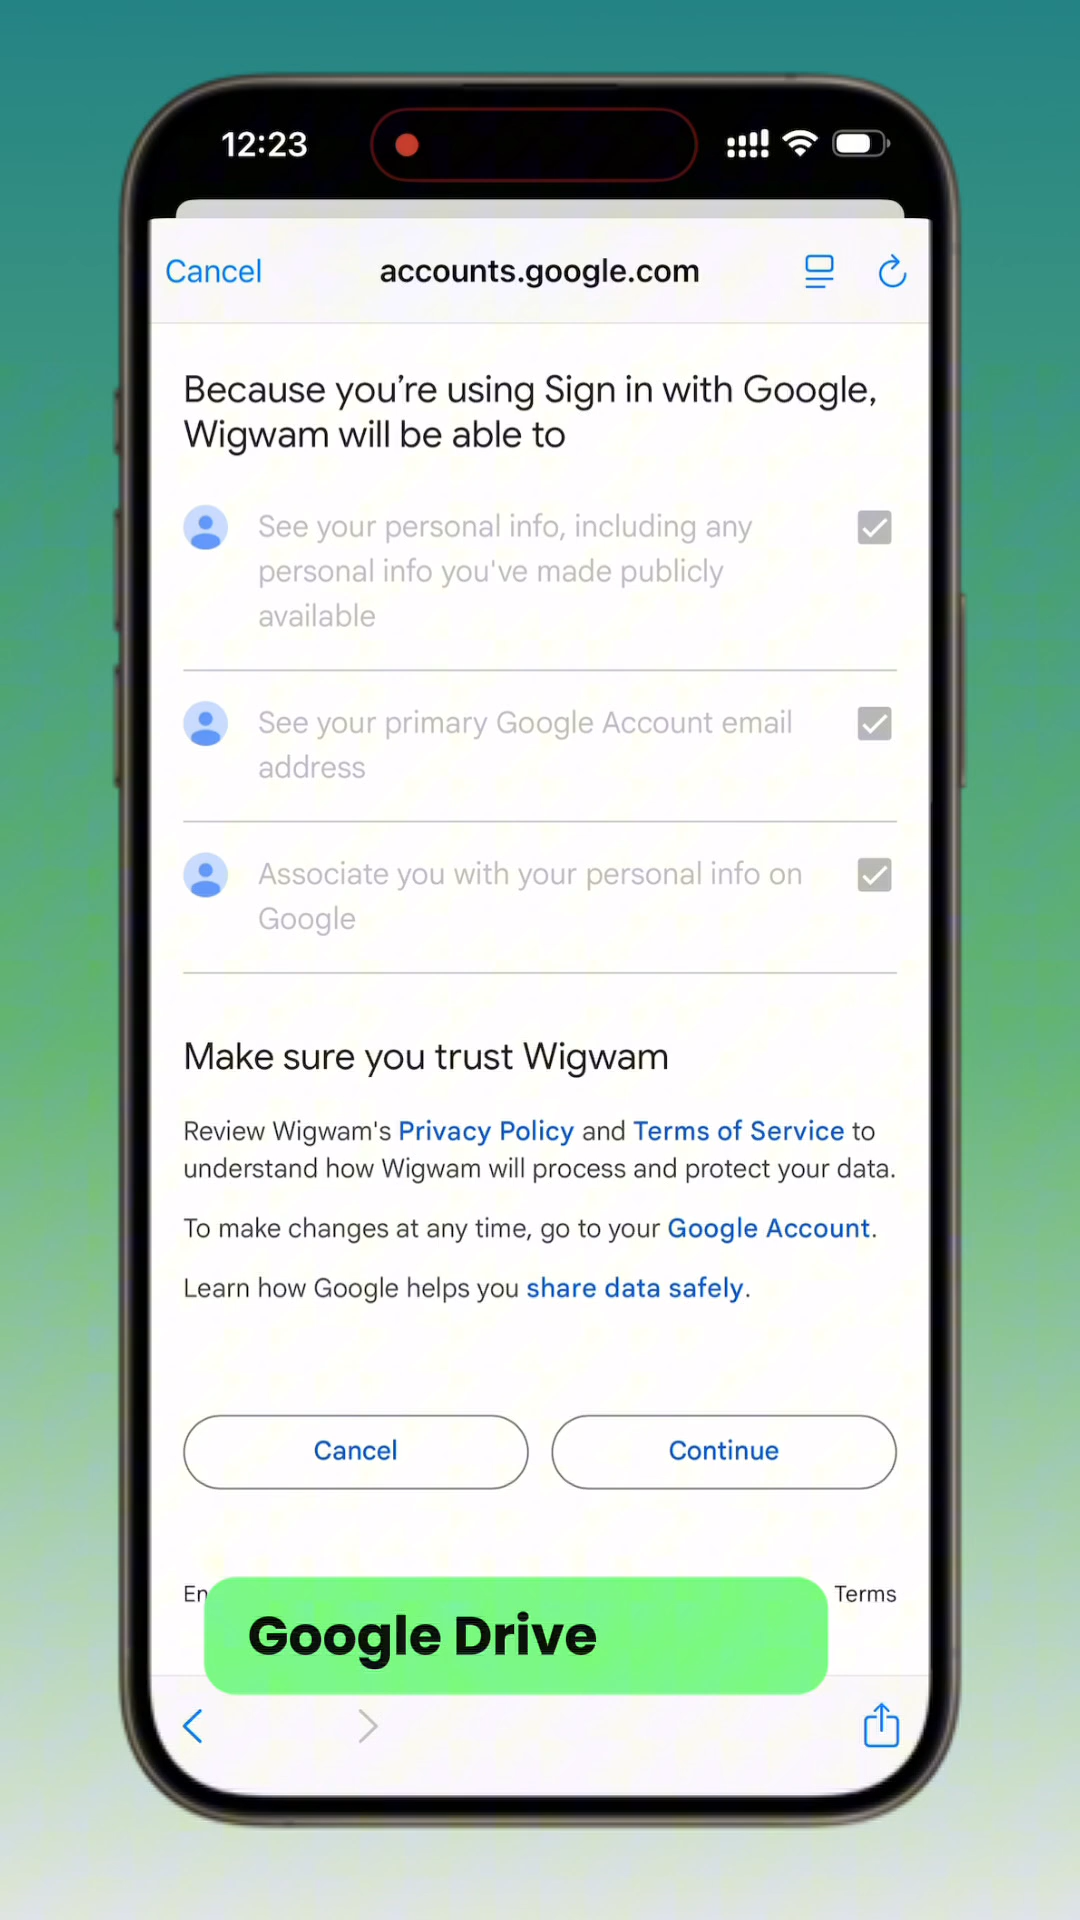 12:23
Cancel
accounts.google.com
Because you're using Sign in with Google,
Wigwam will be able to
See your personal info, including any
personal info you've made publicly
available
See your primary Google Account email
address
Associate you with your personal info on
Google
Make sure you trust Wigwam
Review Wigwam's Privacy Policy and Terms of Service to
understand how Wigwam will process and protect your data.
To make changes at any time, go to your Google Account.
Learn how Google helps you share data safely.
Cancel
Continue
Terms
Google Drive